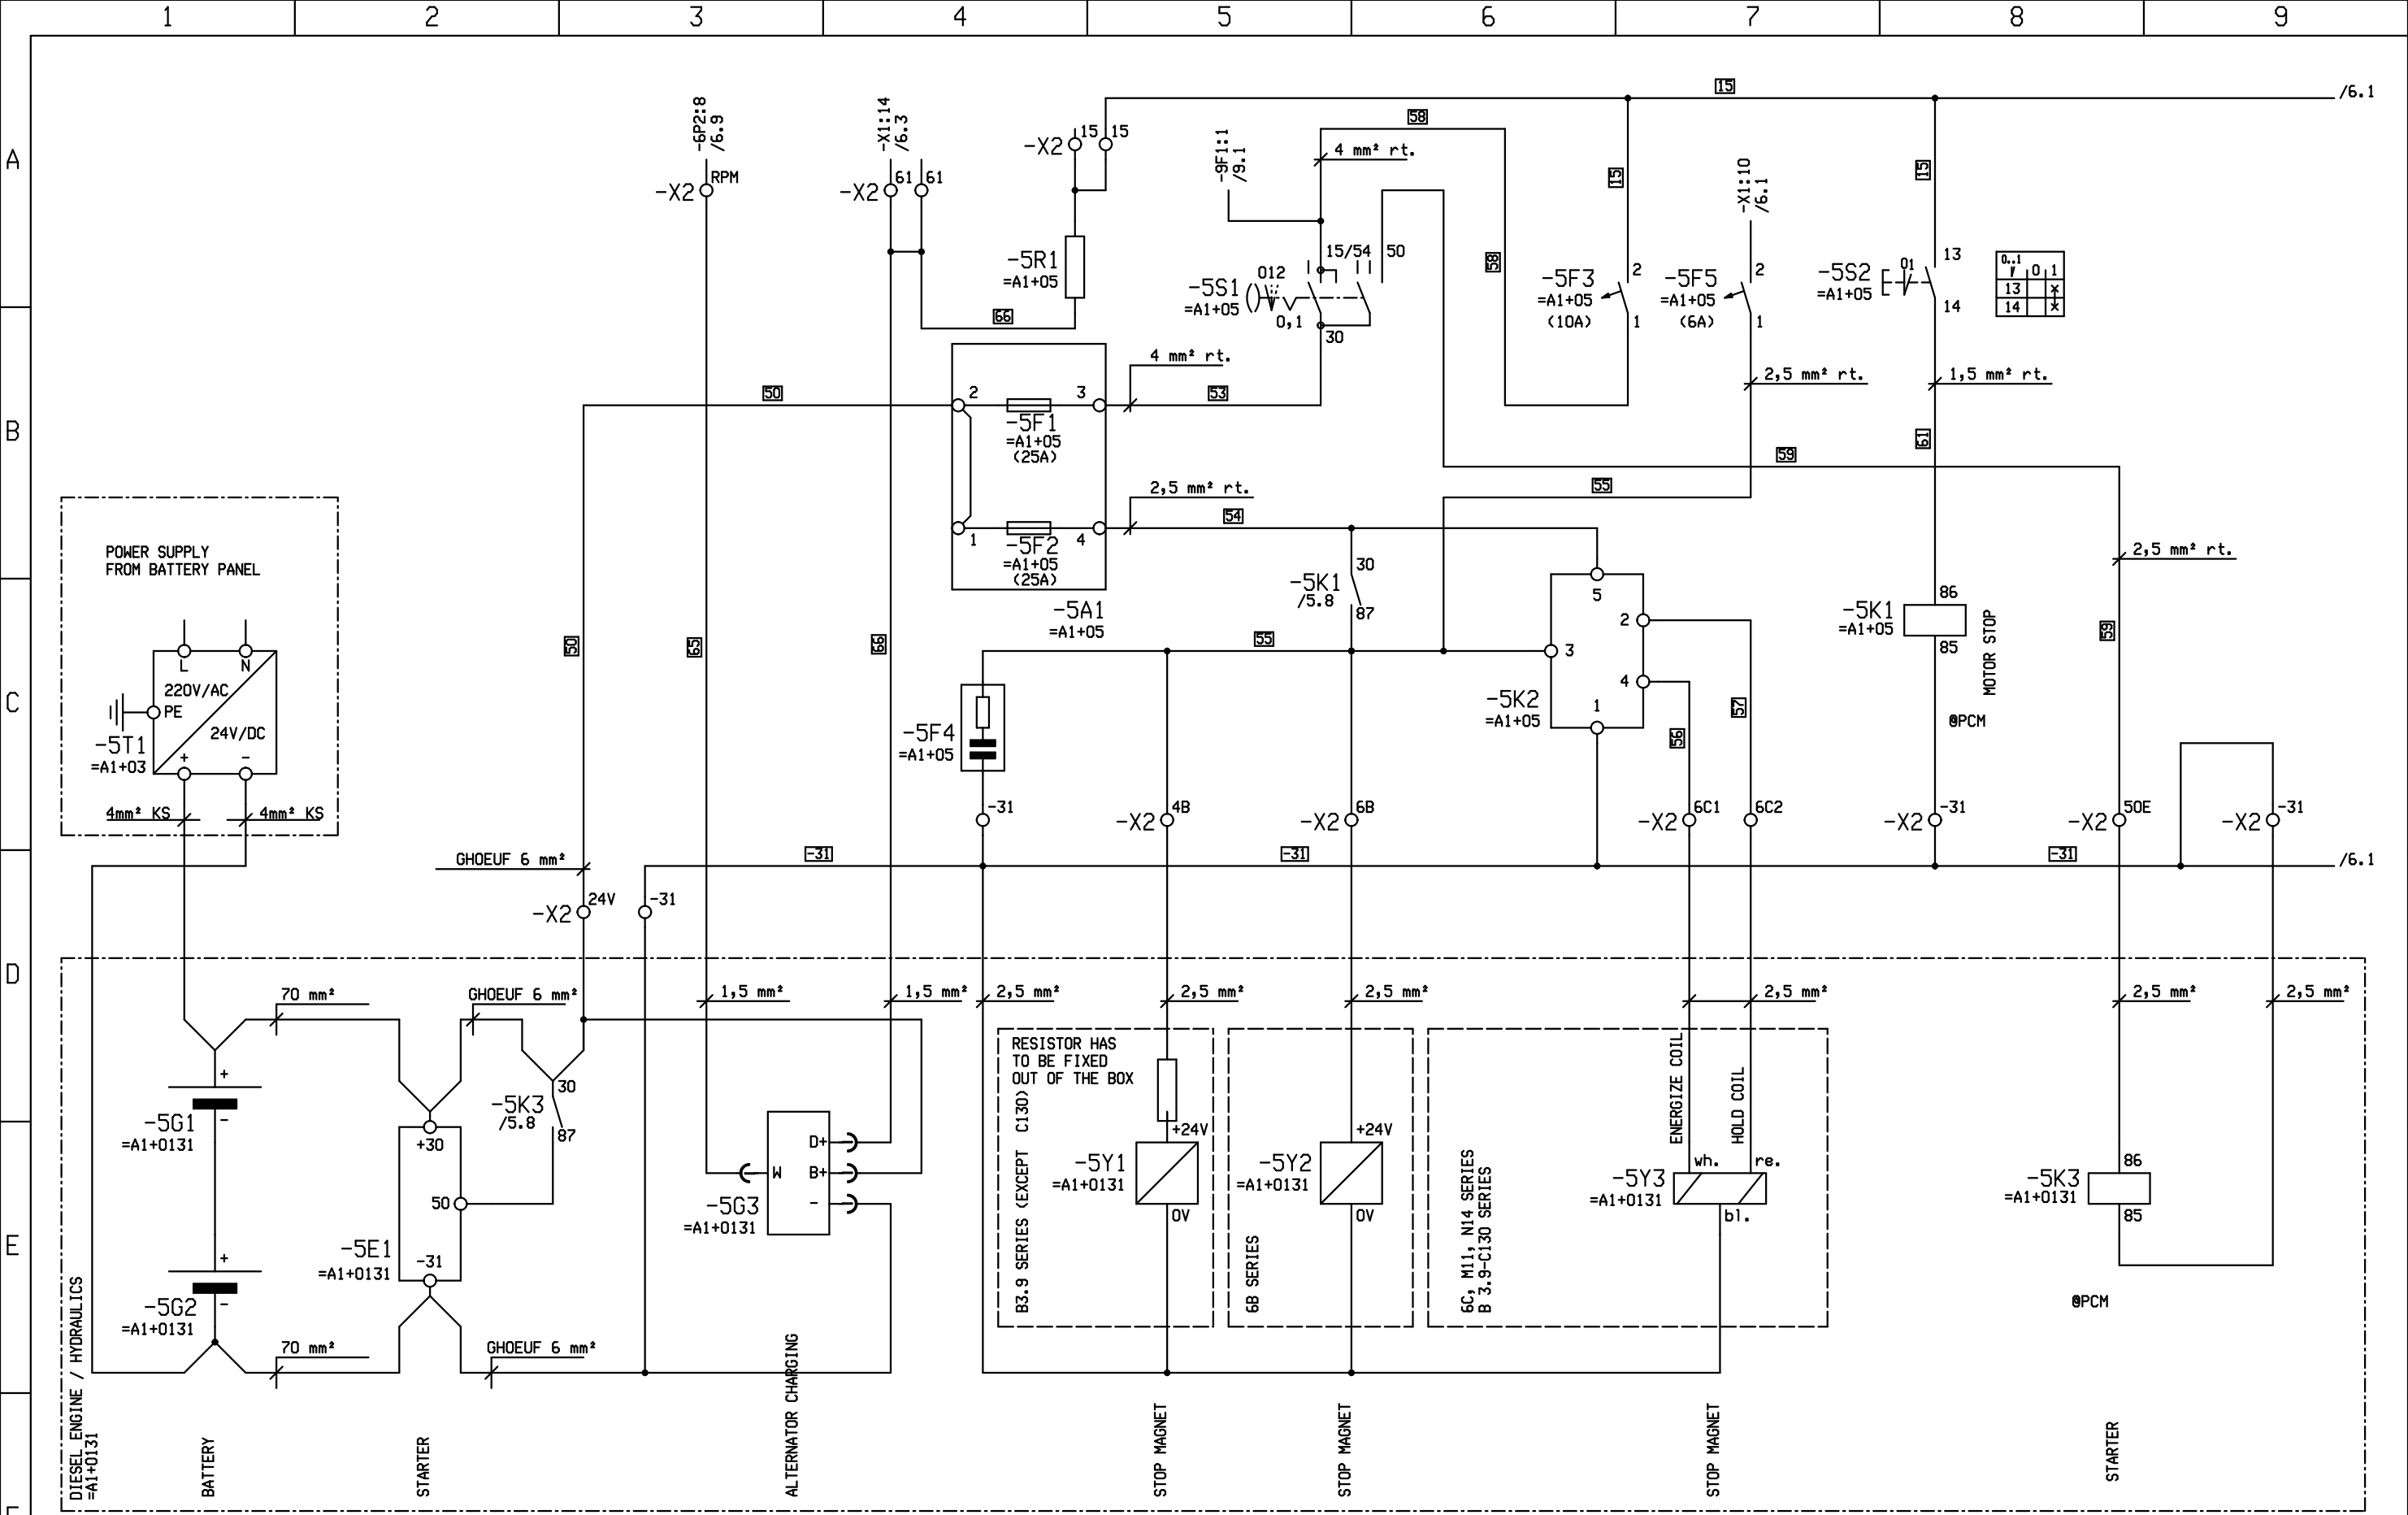 1 2 3 4 5 6 7 8 9
A
B
C
D
E
15
/6.1
-6P2:8
/6.9
-X2
RPM
-X1:14
/6.3
-X2
61
61
-X2
15
15
-9F1:1
/9.1
58
4 mm² rt.
15
-X1:10
/6.1
15
-5R1
=A1+05
66
15/54
50
-5S1
=A1+05
012
0,1
30
58
-5F3
=A1+05
(10A)
2
1
-5F5
=A1+05
(6A)
2
1
-5S2
=A1+05
01
13
14
0..1
0
1
13
x
14
x
50
2
3
-5F1
=A1+05
(25A)
4 mm² rt.
53
2,5 mm² rt.
1,5 mm² rt.
61
59
55
2,5 mm² rt.
54
1
4
-5F2
=A1+05
(25A)
-5A1
=A1+05
POWER SUPPLY
FROM BATTERY PANEL
L
N
220V/AC
PE
24V/DC
-5T1
=A1+03
+
-
4mm² KS
4mm² KS
50
65
66
-5K1
/5.8
30
87
55
5
2
3
4
1
-5K2
=A1+05
56
57
-5K1
=A1+05
86
85
MOTOR STOP
@PCM
2,5 mm² rt.
59
-5F4
=A1+05
-31
-X2
4B
-X2
6B
-X2
6C1
6C2
-X2
-31
-X2
50E
-X2
-31
GHOEUF 6 mm²
-31
-31
-31
/6.1
-X2
24V
-31
70 mm²
GHOEUF 6 mm²
1,5 mm²
1,5 mm²
2,5 mm²
2,5 mm²
2,5 mm²
2,5 mm²
2,5 mm²
2,5 mm²
+
-
-5G1
=A1+0131
+
-
-5G2
=A1+0131
+30
50
-31
-5E1
=A1+0131
-5K3
/5.8
30
87
W
D+
B+
-
-5G3
=A1+0131
RESISTOR HAS
TO BE FIXED
OUT OF THE BOX
B3.9 SERIES (EXCEPT C130)
+24V
-5Y1
=A1+0131
0V
6B SERIES
+24V
-5Y2
=A1+0131
0V
6C, M11, N14 SERIES
B 3.9-C130 SERIES
ENERGIZE COIL
HOLD COIL
wh.
re.
-5Y3
=A1+0131
bl.
-5K3
=A1+0131
86
85
@PCM
70 mm²
GHOEUF 6 mm²
DIESEL ENGINE / HYDRAULICS
=A1+0131
BATTERY
STARTER
ALTERNATOR CHARGING
STOP MAGNET
STOP MAGNET
STOP MAGNET
STARTER